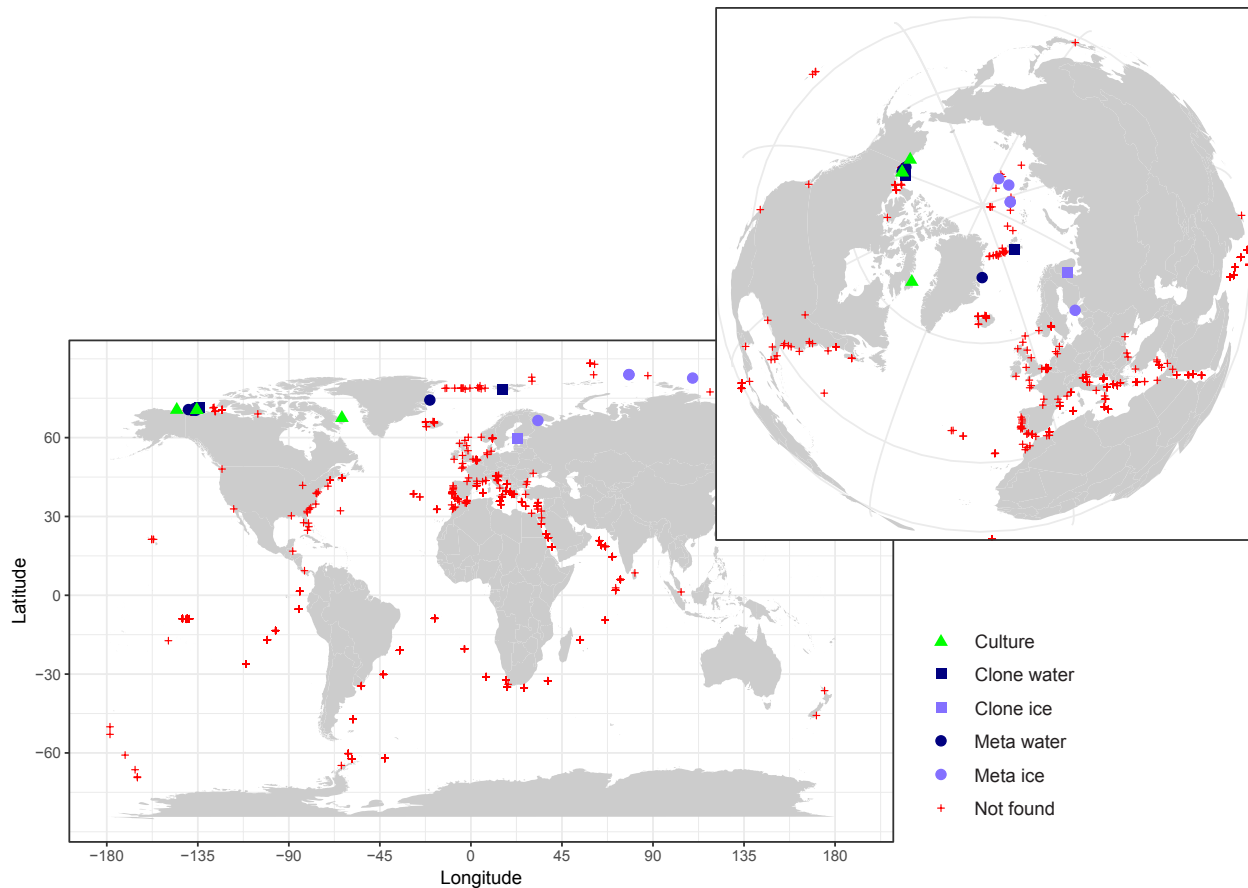 60
30
0
−30
−60
Latitude
−180
−135
−90
−45
0
45
90
135
180
Longitude
Culture
Clone water
Clone ice
Meta water
Meta ice
Not found